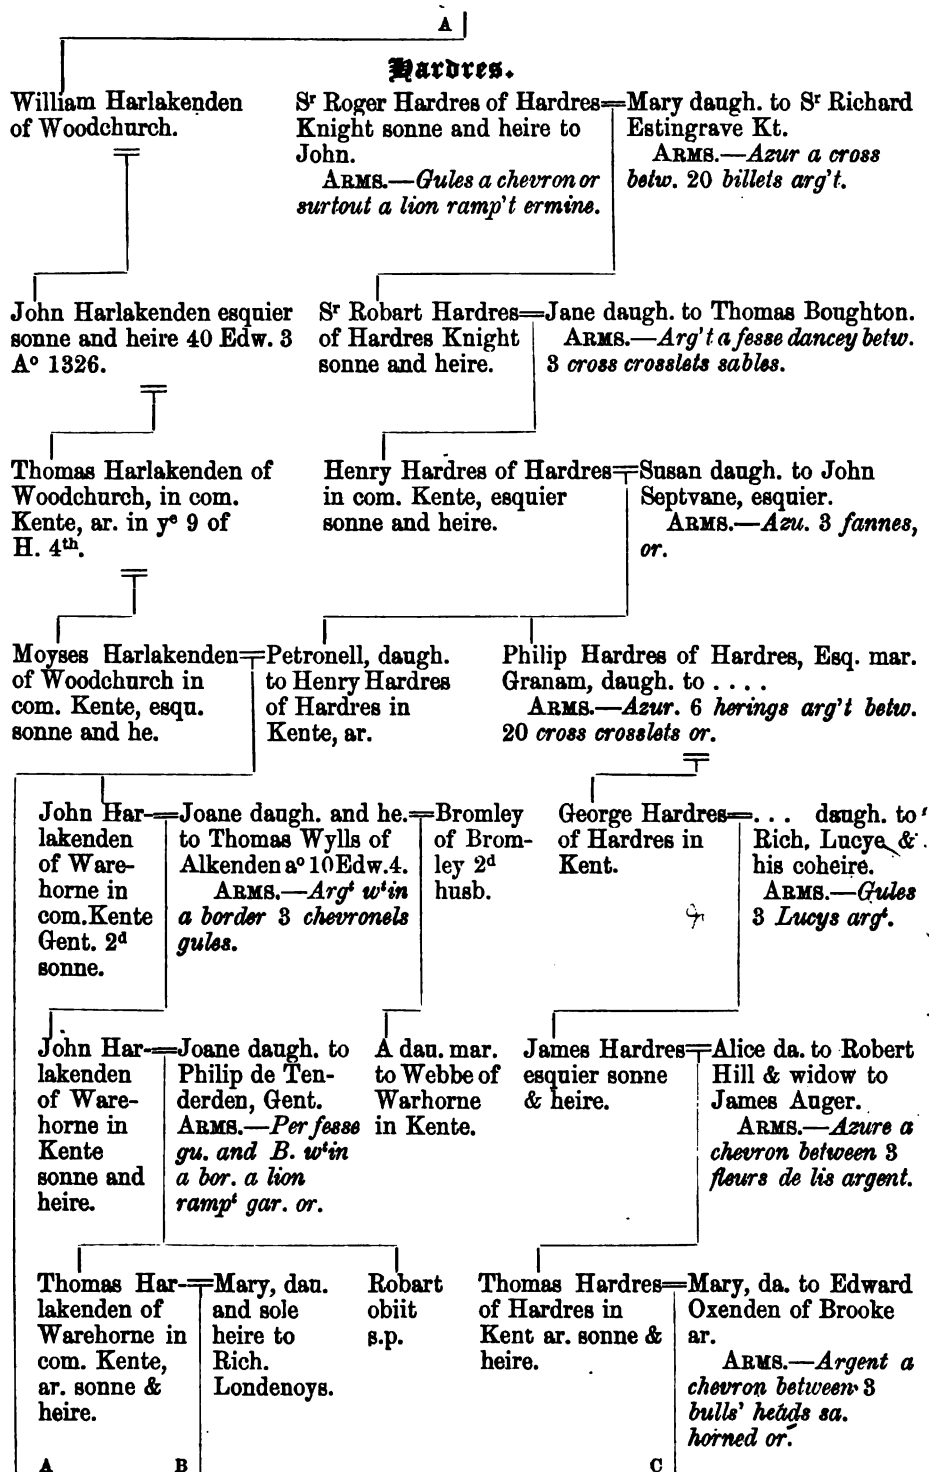 A
Hardres.
William Harlakenden
of Woodchurch.
Sʳ Roger Hardres of Hardres
Knight sonne and heire to
John.
ARMS.—Gules a chevron or
surtout a lion ramp't ermine.
Mary daugh. to Sʳ Richard
Estingrave Kt.
ARMS.—Azur a cross
betw. 20 billets arg't.
John Harlakenden esquier
sonne and heire 40 Edw. 3
Aº 1326.
Sʳ Robart Hardres
of Hardres Knight
sonne and heire.
Jane daugh. to Thomas Boughton.
ARMS.—Arg't a fesse dancey betw.
3 cross crosslets sables.
Thomas Harlakenden of
Woodchurch, in com.
Kente, ar. in yᵉ 9 of
H. 4ᵗʰ.
Henry Hardres of Hardres
in com. Kente, esquier
sonne and heire.
Susan daugh. to John
Septvane, esquier.
ARMS.—Azu. 3 fannes,
or.
Moyses Harlakenden
of Woodchurch in
com. Kente, esqu.
sonne and he.
Petronell, daugh.
to Henry Hardres
of Hardres in
Kente, ar.
Philip Hardres of Hardres, Esq. mar.
Granam, daugh. to . . . .
ARMS.—Azur. 6 herings arg't betw.
20 cross crosslets or.
John Har-
lakenden
of Ware-
horne in
com.Kente
Gent. 2ᵈ
sonne.
Joane daugh. and he.
to Thomas Wylls of
Alkenden aº 10 Edw. 4.
ARMS.—Argᵗ wᵗin
a border 3 chevronels
gules.
Bromley
of Brom-
ley 2ᵈ
husb.
George Hardres
of Hardres in
Kent.
. . . daugh. to
Rich. Lucye &
his coheire.
ARMS.—Gules
3 Lucys argᵗ.
John Har-
lakenden
of Ware-
horne in
Kente
sonne and
heire.
Joane daugh. to
Philip de Ten-
derden, Gent.
ARMS.—Per fesse
gu. and B. wᵗin
a bor. a lion
rampᵗ gar. or.
A dau. mar.
to Webbe of
Warhorne
in Kente.
James Hardres
esquier sonne
& heire.
Alice da. to Robert
Hill & widow to
James Auger.
ARMS.—Azure a
chevron between 3
fleurs de lis argent.
Thomas Har-
lakenden of
Warehorne in
com. Kente,
ar. sonne &
heire.
Mary, dau.
and sole
heire to
Rich.
Londenoys.
Robart
obiit
s.p.
Thomas Hardres
of Hardres in
Kent ar. sonne &
heire.
Mary, da. to Edward
Oxenden of Brooke
ar.
ARMS.—Argent a
chevron between 3
bulls' heads sa.
horned or.
A B C